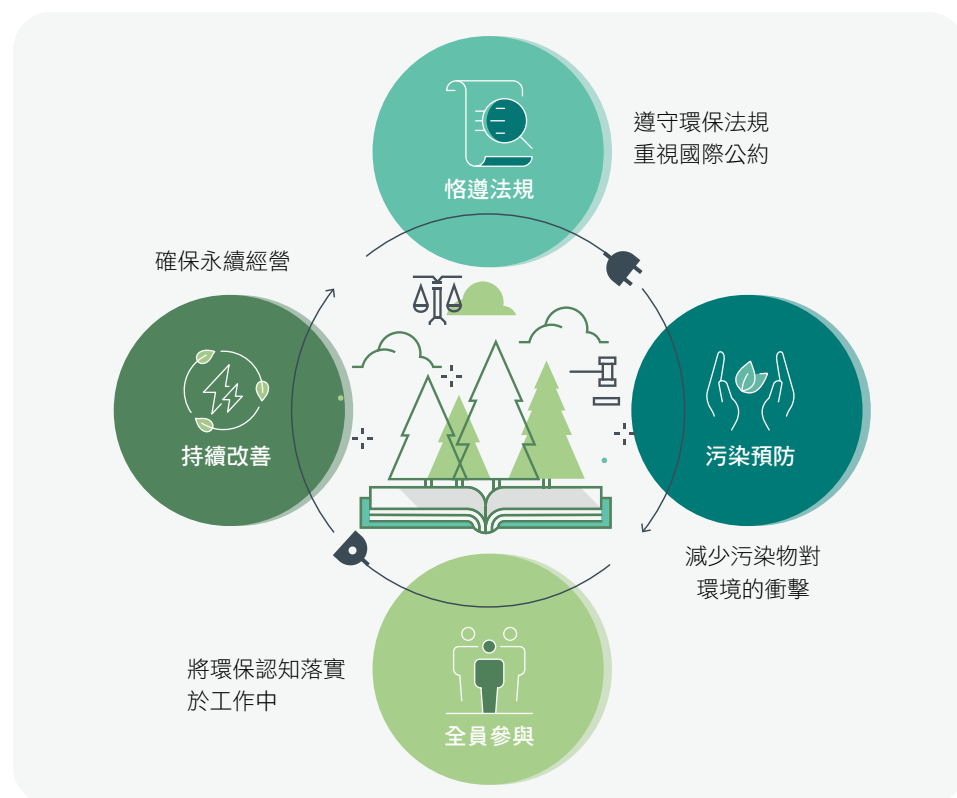 恪遵法規
遵守環保法規
重視國際公約
污染預防
減少污染物對
環境的衝擊
全員參與
將環保認知落實
於工作中
持續改善
確保永續經營